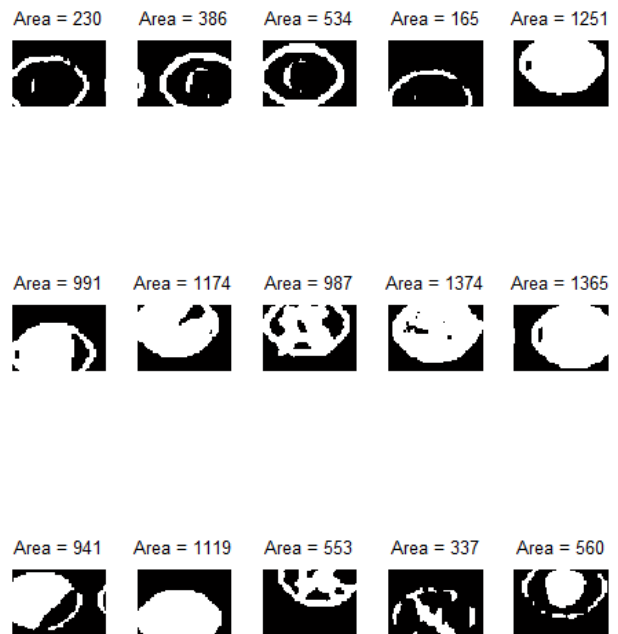 Area = 230 Area = 386 Area = 534 Area = 165 Area = 1251
Area = 991 Area = 1174 Area = 987 Area = 1374 Area = 1365
Area = 941 Area = 1119 Area = 553 Area = 337 Area = 560